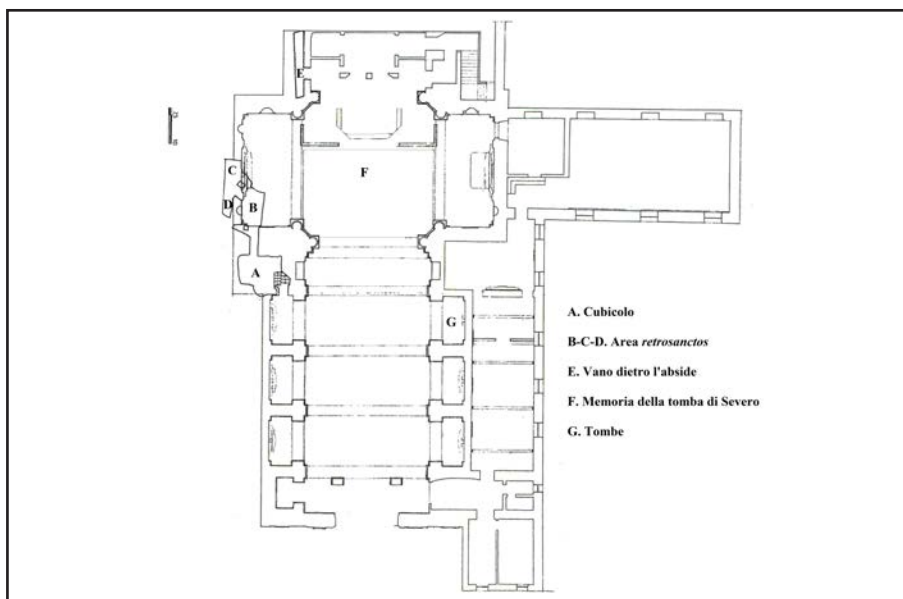 E
C
F
D
B
A
G
A. Cubicolo
B-C-D. Area retrosanctos
E. Vano dietro l'abside
F. Memoria della tomba di Severo
G. Tombe